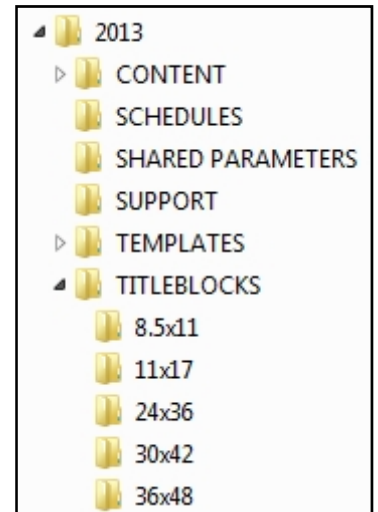 2013
CONTENT
SCHEDULES
SHARED PARAMETERS
SUPPORT
TEMPLATES
TITLEBLOCKS
8.5x11
11x17
24x36
30x42
36x48